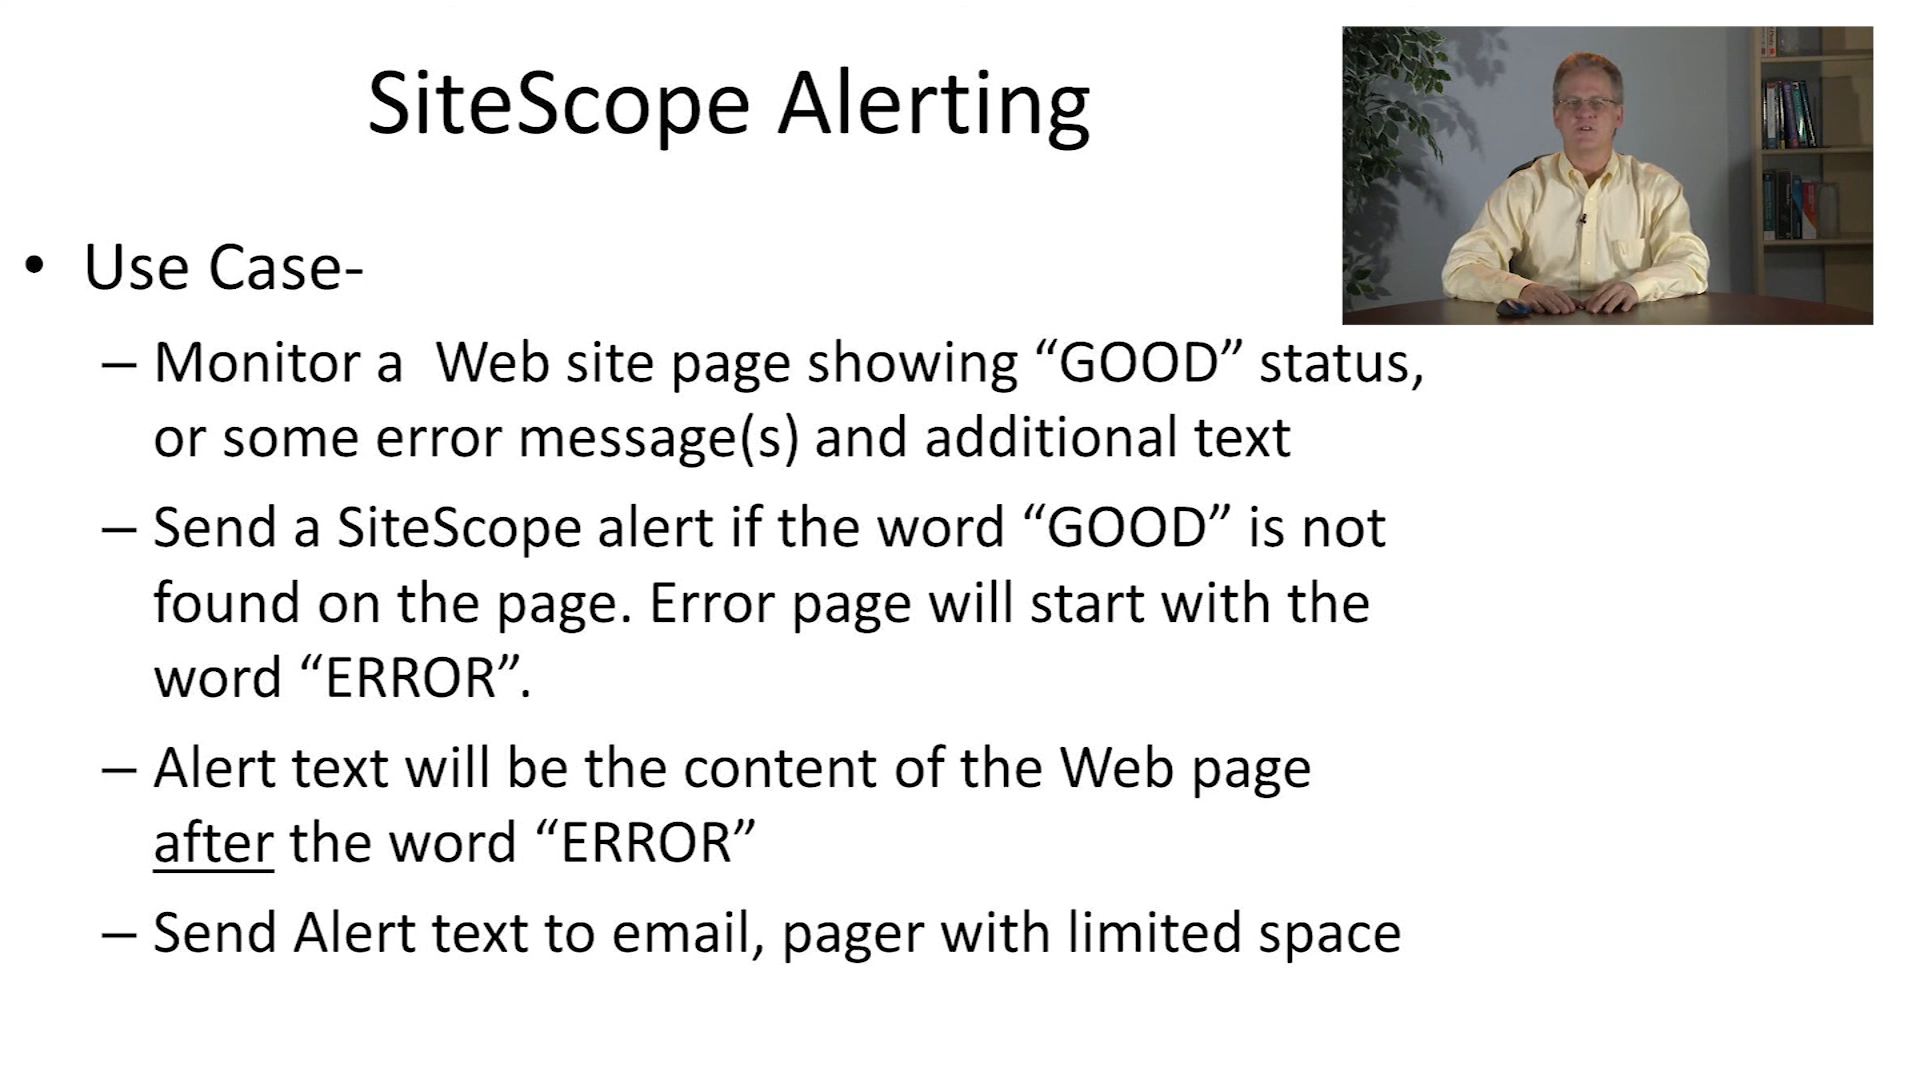 SiteScope Alerting
• Use Case-
– Monitor a  Web site page showing “GOOD” status,
or some error message(s) and additional text
– Send a SiteScope alert if the word “GOOD” is not
found on the page. Error page will start with the
word “ERROR”.
– Alert text will be the content of the Web page
after the word “ERROR”
– Send Alert text to email, pager with limited space